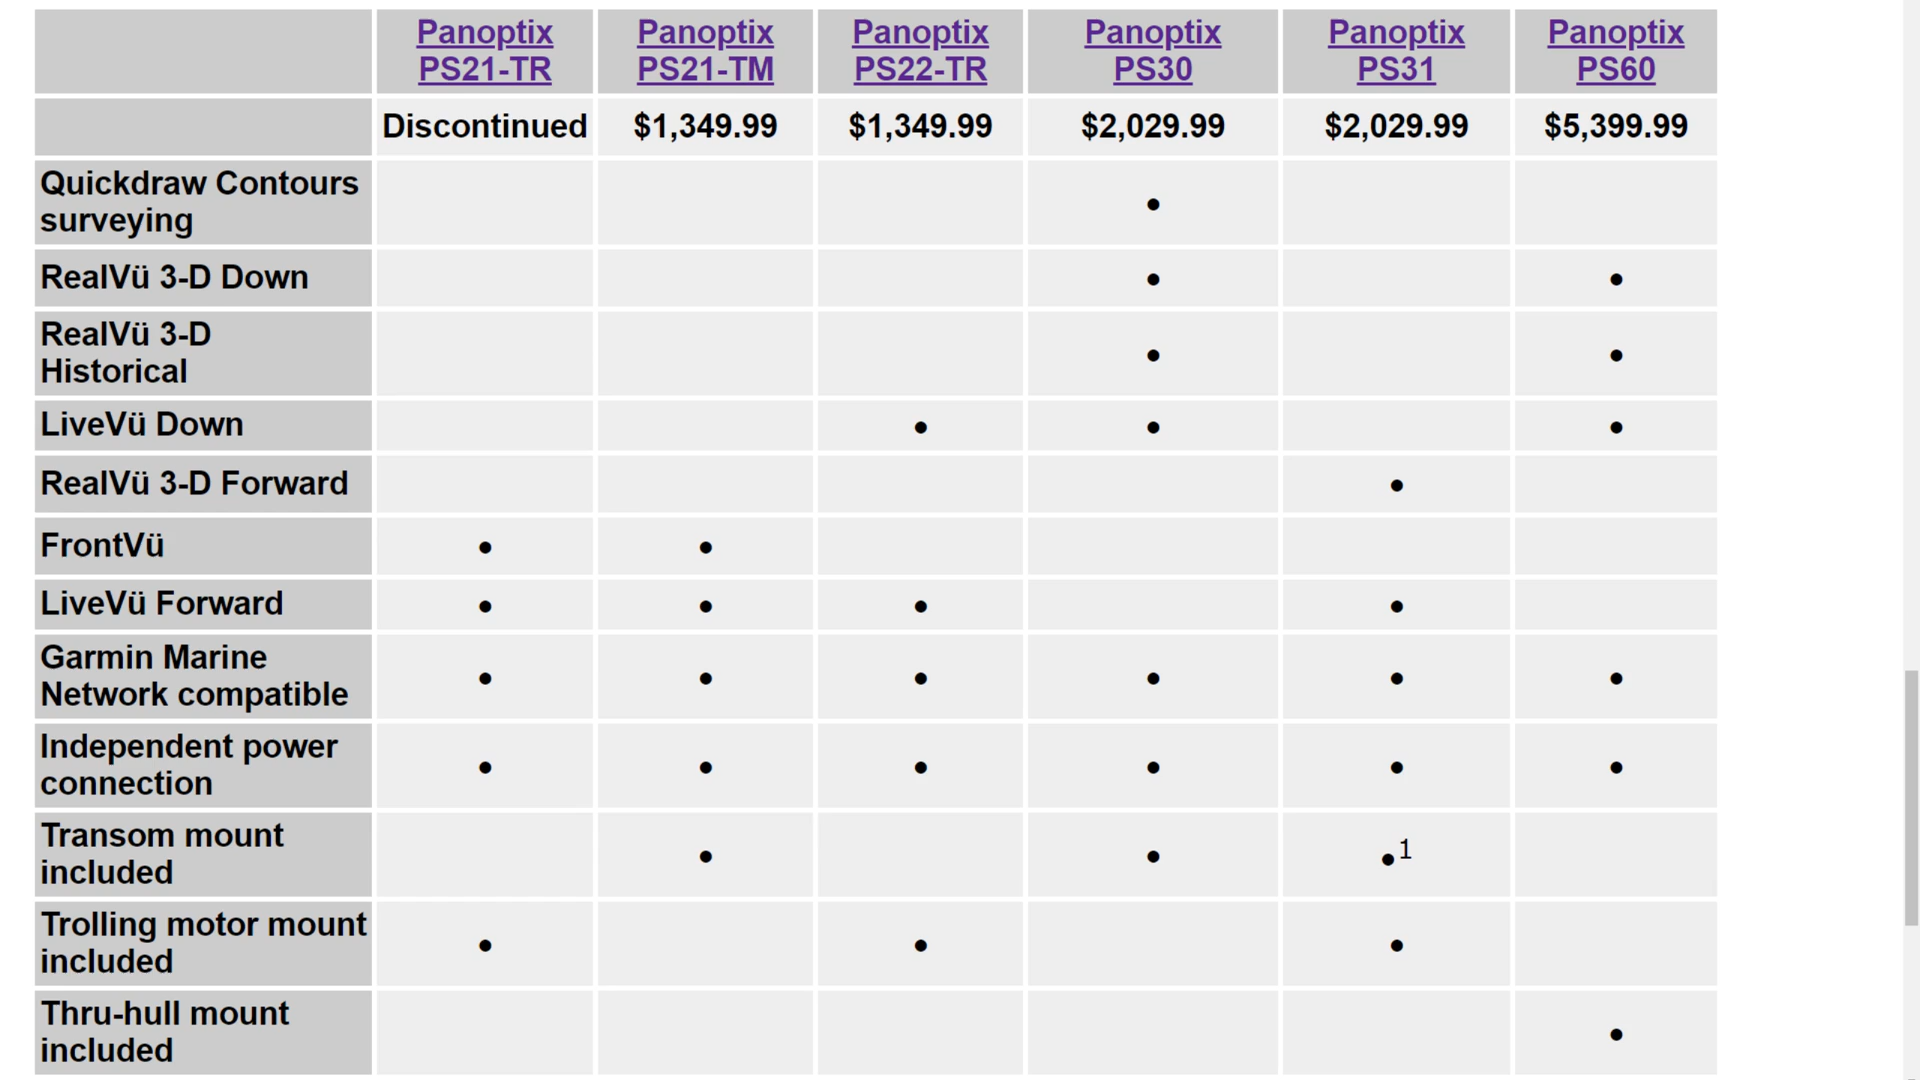 Panoptix PS21-TR Panoptix PS21-TM Panoptix PS22-TR Panoptix PS30 Panoptix PS31 Panoptix PS60
Discontinued $1,349.99 $1,349.99 $2,029.99 $2,029.99 $5,399.99
Quickdraw Contours
surveying •
RealVü 3-D Down • •
RealVü 3-D
Historical • •
LiveVü Down • • •
RealVü 3-D Forward •
FrontVü • •
LiveVü Forward • • • •
Garmin Marine
Network compatible • • • • • •
Independent power
connection • • • • • •
Transom mount
included • • •1
Trolling motor mount
included • • •
Thru-hull mount
included •